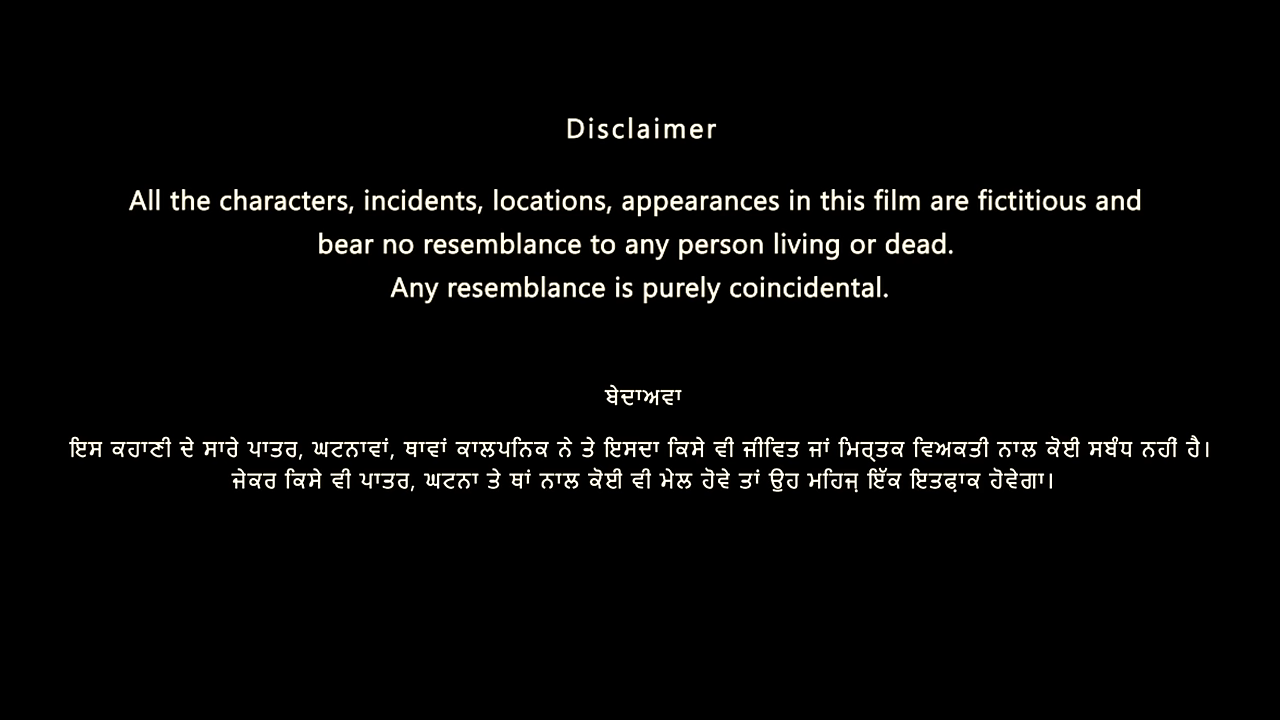 Disclaimer
All the characters, incidents, locations, appearances in this film are fictitious and
bear no resemblance to any person living or dead.
Any resemblance is purely coincidental.
ਬੇਦਾਅਵਾ
ਇਸ ਕਹਾਣੀ ਦੇ ਸਾਰੇ ਪਾਤਰ, ਘਟਨਾਵਾਂ, ਥਾਵਾਂ ਕਾਲਪਨਿਕ ਨੇ ਤੇ ਇਸਦਾ ਕਿਸੇ ਵੀ ਜੀਵਿਤ ਜਾਂ ਮਿਰ੍ਤਕ ਵਿਅਕਤੀ ਨਾਲ ਕੋਈ ਸਬੰਧ ਨਹੀਂ ਹੈ।
ਜੇਕਰ ਕਿਸੇ ਵੀ ਪਾਤਰ, ਘਟਨਾ ਤੇ ਥਾਂ ਨਾਲ ਕੋਈ ਵੀ ਮੇਲ ਹੋਵੇ ਤਾਂ ਉਹ ਮਹਿਜ਼ ਇੱਕ ਇਤਫ਼ਾਕ ਹੋਵੇਗਾ।